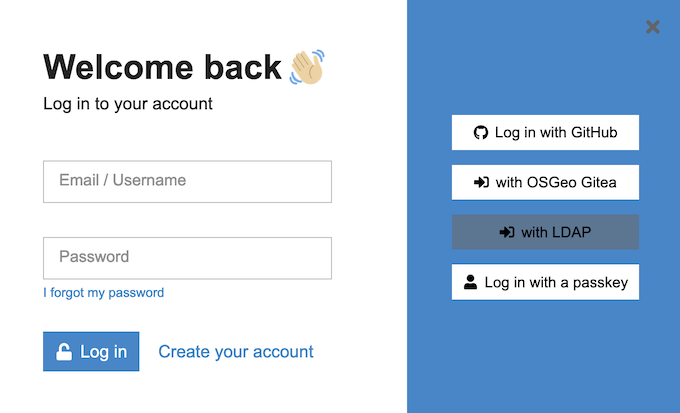 Welcome back 👋🏼
Log in to your account
Email / Username
Password
I forgot my password
Log in
Create your account
Log in with GitHub
with OSGeo Gitea
with LDAP
Log in with a passkey